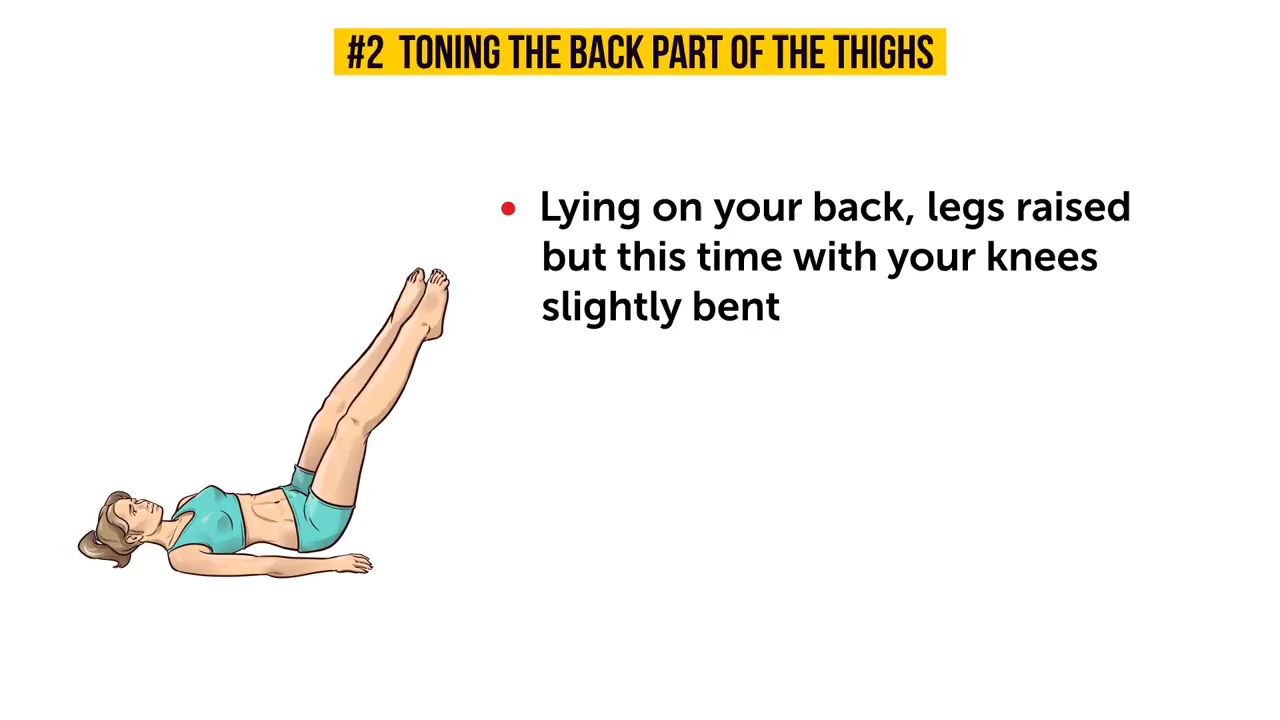 #2 TONING THE BACK PART OF THE THIGHS
• Lying on your back, legs raised
but this time with your knees
slightly bent